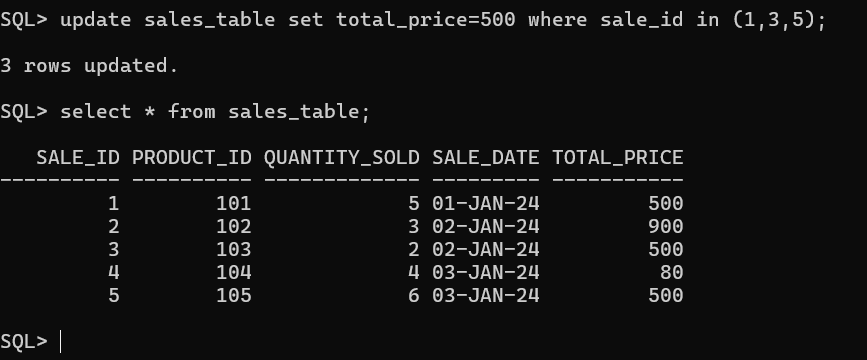 SQL> update sales_table set total_price=500 where sale_id in (1,3,5);
3 rows updated.
SQL> select * from sales_table;
   SALE_ID PRODUCT_ID QUANTITY_SOLD SALE_DATE TOTAL_PRICE
---------- ---------- ------------- --------- -----------
         1        101             5 01-JAN-24         500
         2        102             3 02-JAN-24         900
         3        103             2 02-JAN-24         500
         4        104             4 03-JAN-24          80
         5        105             6 03-JAN-24         500
SQL>